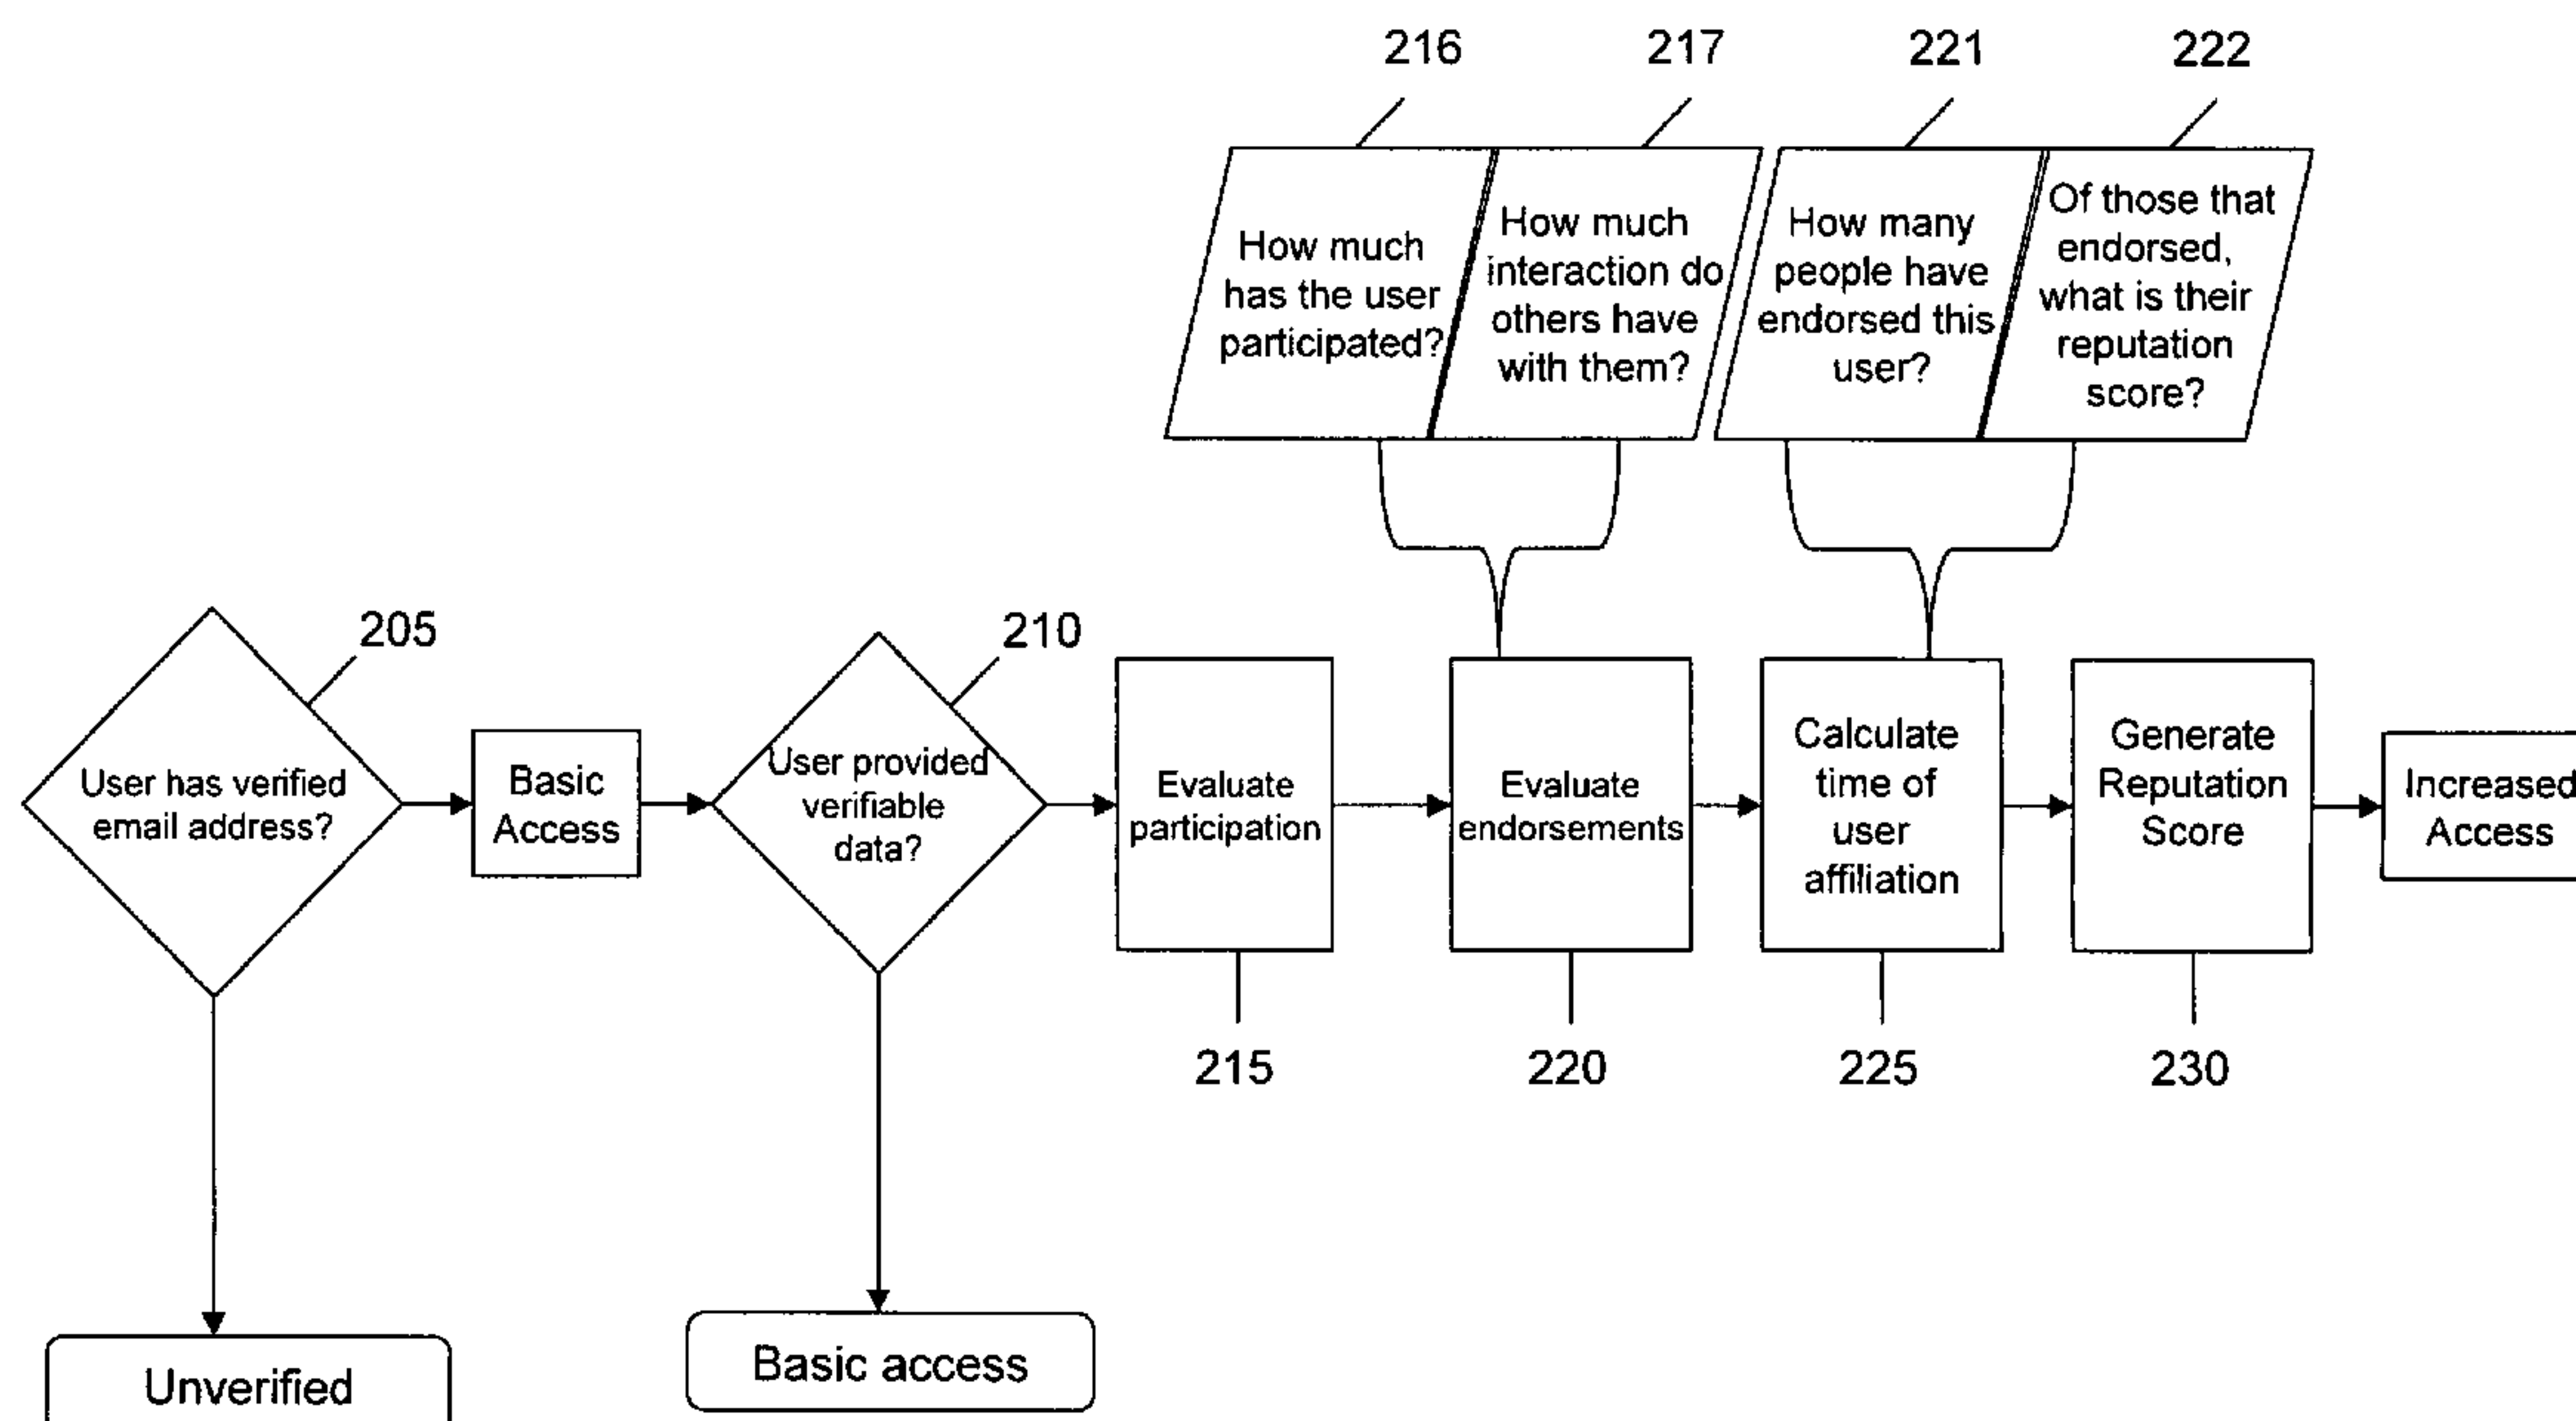 216
217
221
222
How much
has the user
participated?
How much
interaction do
others have
with them?
How many
people have
endorsed this
user?
Of those that
endorsed,
what is their
reputation
score?
205
User has verified
email address?
Basic
Access
210
User provided
verifiable
data?
Evaluate
participation
Evaluate
endorsements
Calculate
time of
user
affiliation
Generate
Reputation
Score
Increased
Access
215
220
225
230
Unverified
Basic access